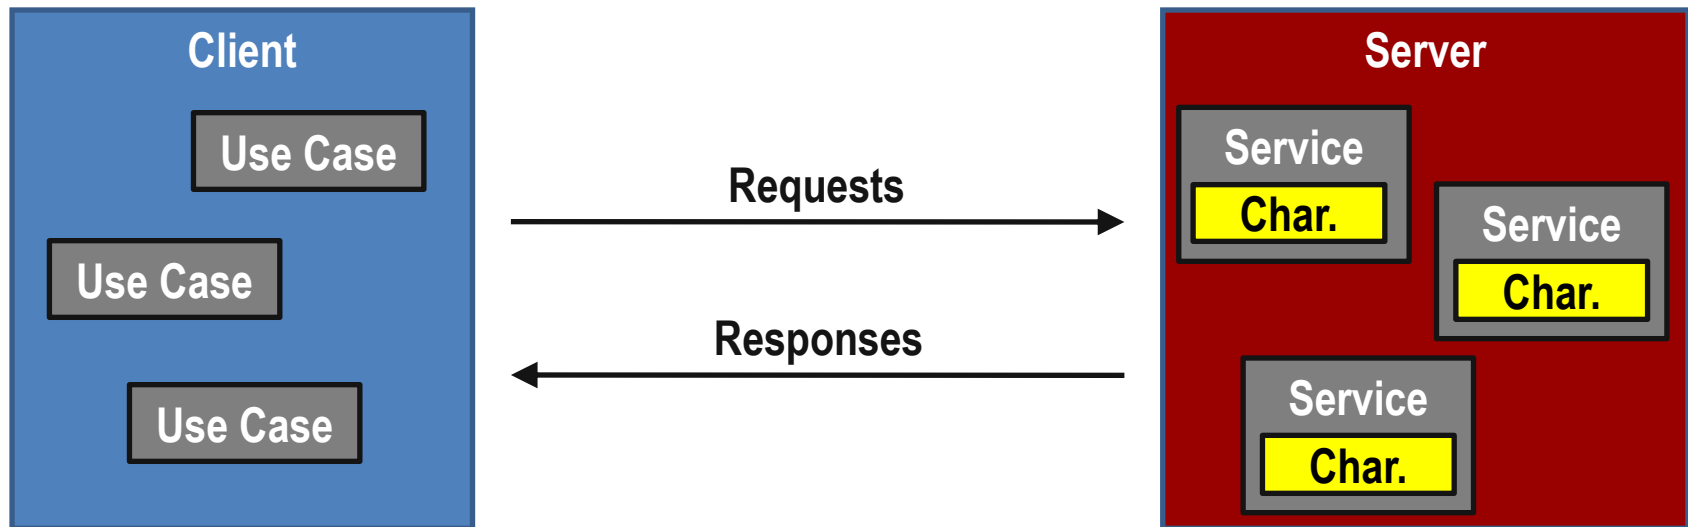 Client
Use Case
Use Case
Use Case
Requests
Responses
Server
Service
Char.
Service
Char.
Service
Char.